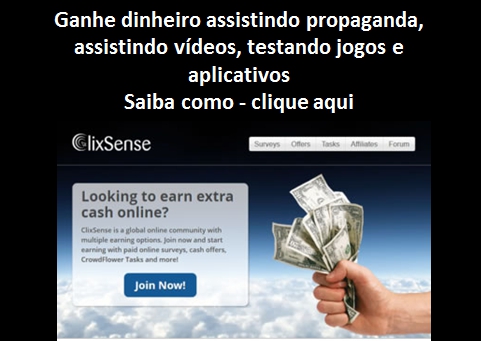 Ganhe dinheiro assistindo propaganda,
assistindo vídeos, testando jogos e
aplicativos
Saiba como - clique aqui
ClixSense
Surveys Offers Tasks Affiliates Forum
Looking to earn extra
cash online?
ClixSense is a global online community with
multiple earning options. Join now and start
earning with paid online surveys, cash offers,
CrowdFlower Tasks and more!
Join Now!